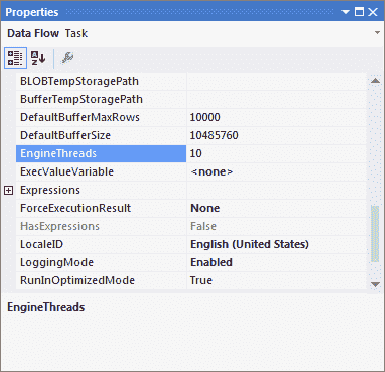 Properties
Data Flow Task
BLOBTempStoragePath
BufferTempStoragePath
DefaultBufferMaxRows 10000
DefaultBufferSize 10485760
EngineThreads 10
ExecValueVariable <none>
Expressions
ForceExecutionResult None
HasExpressions False
LocaleID English (United States)
LoggingMode Enabled
RunInOptimizedMode True
EngineThreads